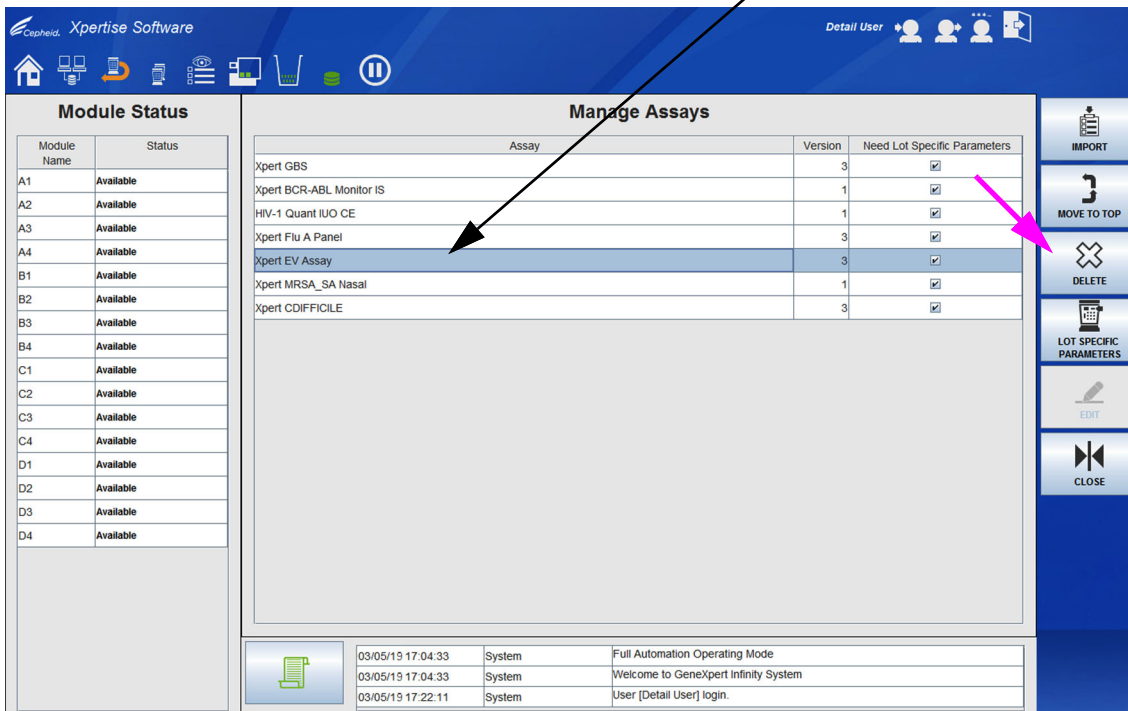 Cepheid. Xpertise Software
Detail User
Module Status
Module Name Status
A1 Available
A2 Available
A3 Available
A4 Available
B1 Available
B2 Available
B3 Available
B4 Available
C1 Available
C2 Available
C3 Available
C4 Available
D1 Available
D2 Available
D3 Available
D4 Available
Manage Assays
Assay Version Need Lot Specific Parameters
Xpert GBS 3
Xpert BCR-ABL Monitor IS 1
HIV-1 Quant IUO CE 1
Xpert Flu A Panel 3
Xpert EV Assay 3
Xpert MRSA_SA Nasal 1
Xpert CDIFFICILE 3
03/05/19 17:04:33 System Full Automation Operating Mode
03/05/19 17:04:33 System Welcome to GeneXpert Infinity System
03/05/19 17:22:11 System User [Detail User] login.
IMPORT
MOVE TO TOP
DELETE
LOT SPECIFIC
PARAMETERS
EDIT
CLOSE